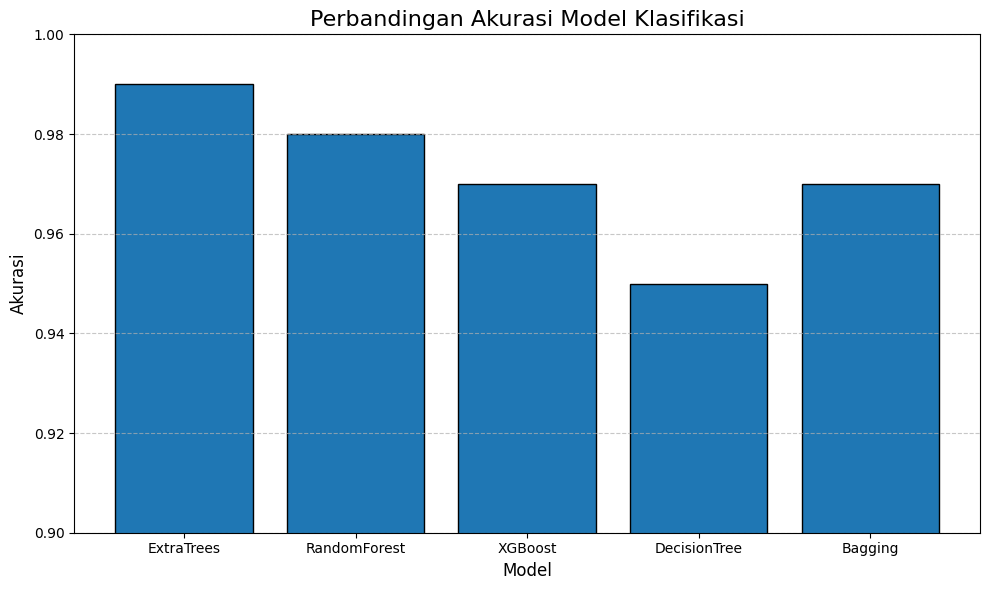 Perbandingan Akurasi Model Klasifikasi
1.00
0.98
0.96
0.94
0.92
0.90
Akurasi
ExtraTrees
RandomForest
XGBoost
DecisionTree
Bagging
Model